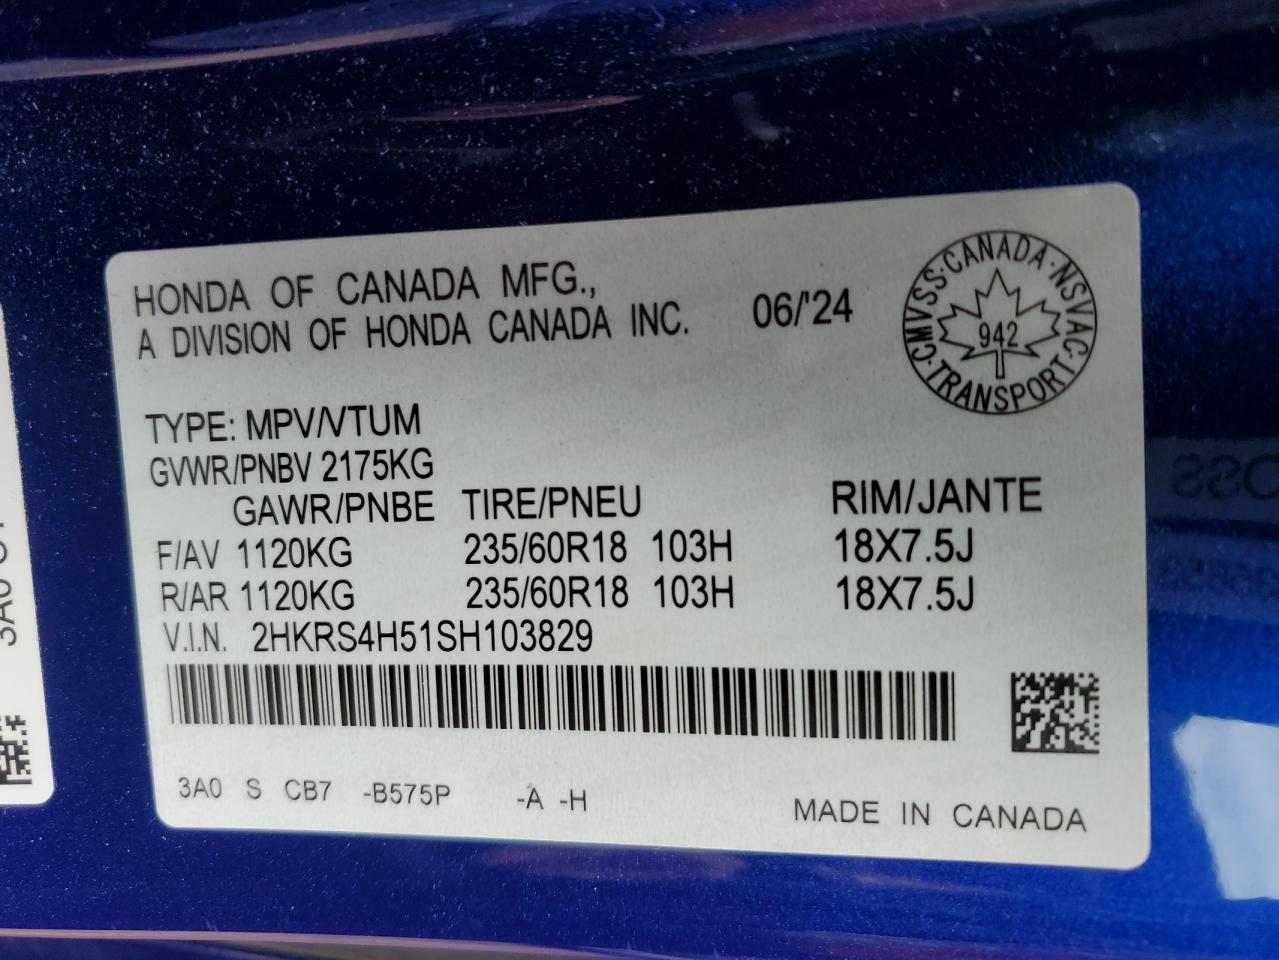 HONDA OF CANADA MFG.,
A DIVISION OF HONDA CANADA INC. 06/'24
CMVSS·CANADA·NSVAC·TRANSPORT·
942
TYPE: MPV/VTUM
GVWR/PNBV 2175KG
GAWR/PNBE TIRE/PNEU RIM/JANTE
F/AV 1120KG 235/60R18 103H 18X7.5J
R/AR 1120KG 235/60R18 103H 18X7.5J
V.I.N. 2HKRS4H51SH103829
3A0 S CB7 -B575P -A -H
MADE IN CANADA
3A0